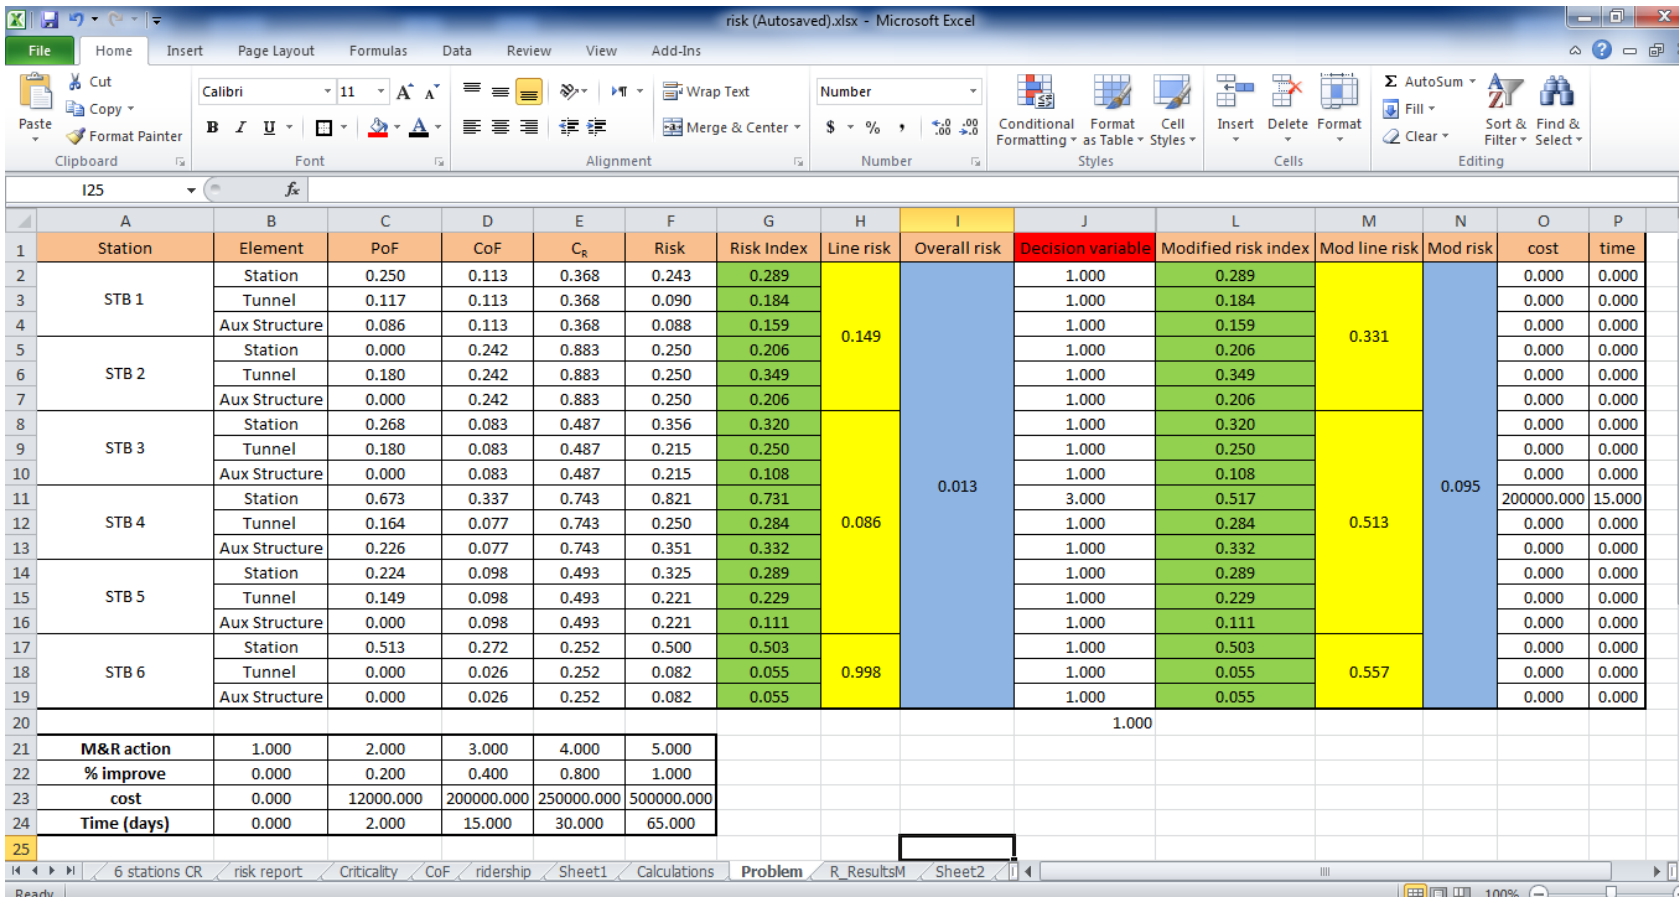 risk (Autosaved).xlsx - Microsoft Excel
File Home Insert Page Layout Formulas Data Review View Add-Ins
Paste Cut Copy Format Painter Clipboard
Calibri 11 A A B I U A Font
Wrap Text Merge & Center Alignment
Number $ % , .00 .00 Number
Conditional Formatting Format as Table Cell Styles Styles
Insert Delete Format Cells
Σ AutoSum Fill Clear Sort & Filter Find & Select Editing
I25 fx
A B C D E F G H I J L M N O P
1 Station Element PoF CoF CR Risk Risk Index Line risk Overall risk Decision variable Modified risk index Mod line risk Mod risk cost time
2 Station 0.250 0.113 0.368 0.243 0.289 1.000 0.289 0.000 0.000
3 STB 1 Tunnel 0.117 0.113 0.368 0.090 0.184 1.000 0.184 0.000 0.000
4 Aux Structure 0.086 0.113 0.368 0.088 0.159 1.000 0.159 0.000 0.000
0.149 0.331
5 Station 0.000 0.242 0.883 0.250 0.206 1.000 0.206 0.000 0.000
6 STB 2 Tunnel 0.180 0.242 0.883 0.250 0.349 1.000 0.349 0.000 0.000
7 Aux Structure 0.000 0.242 0.883 0.250 0.206 1.000 0.206 0.000 0.000
8 Station 0.268 0.083 0.487 0.356 0.320 1.000 0.320 0.000 0.000
9 STB 3 Tunnel 0.180 0.083 0.487 0.215 0.250 1.000 0.250 0.000 0.000
10 Aux Structure 0.000 0.083 0.487 0.215 0.108 1.000 0.108 0.000 0.000
0.013 0.095
11 Station 0.673 0.337 0.743 0.821 0.731 3.000 0.517 200000.000 15.000
12 STB 4 Tunnel 0.164 0.077 0.743 0.250 0.284 0.086 1.000 0.284 0.513 0.000 0.000
13 Aux Structure 0.226 0.077 0.743 0.351 0.332 1.000 0.332 0.000 0.000
14 Station 0.224 0.098 0.493 0.325 0.289 1.000 0.289 0.000 0.000
15 STB 5 Tunnel 0.149 0.098 0.493 0.221 0.229 1.000 0.229 0.000 0.000
16 Aux Structure 0.000 0.098 0.493 0.221 0.111 1.000 0.111 0.000 0.000
17 Station 0.513 0.272 0.252 0.500 0.503 1.000 0.503 0.000 0.000
18 STB 6 Tunnel 0.000 0.026 0.252 0.082 0.055 0.998 1.000 0.055 0.557 0.000 0.000
19 Aux Structure 0.000 0.026 0.252 0.082 0.055 1.000 0.055 0.000 0.000
20 1.000
21 M&R action 1.000 2.000 3.000 4.000 5.000
22 % improve 0.000 0.200 0.400 0.800 1.000
23 cost 0.000 12000.000 200000.000 250000.000 500000.000
24 Time (days) 0.000 2.000 15.000 30.000 65.000
25
6 stations CR risk report Criticality CoF ridership Sheet1 Calculations Problem R_ResultsM Sheet2
Ready 100%